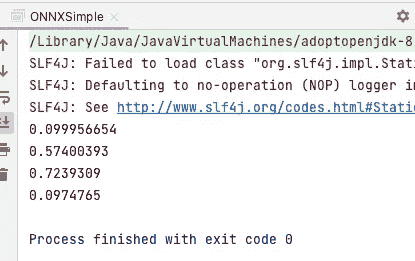 ONNXSimple
/Library/Java/JavaVirtualMachines/adoptopenjdk-8
SLF4J: Failed to load class "org.slf4j.impl.Stati
SLF4J: Defaulting to no-operation (NOP) logger im
SLF4J: See http://www.slf4j.org/codes.html#Stati
0.099956654
0.57400393
0.7239309
0.0974765
Process finished with exit code 0